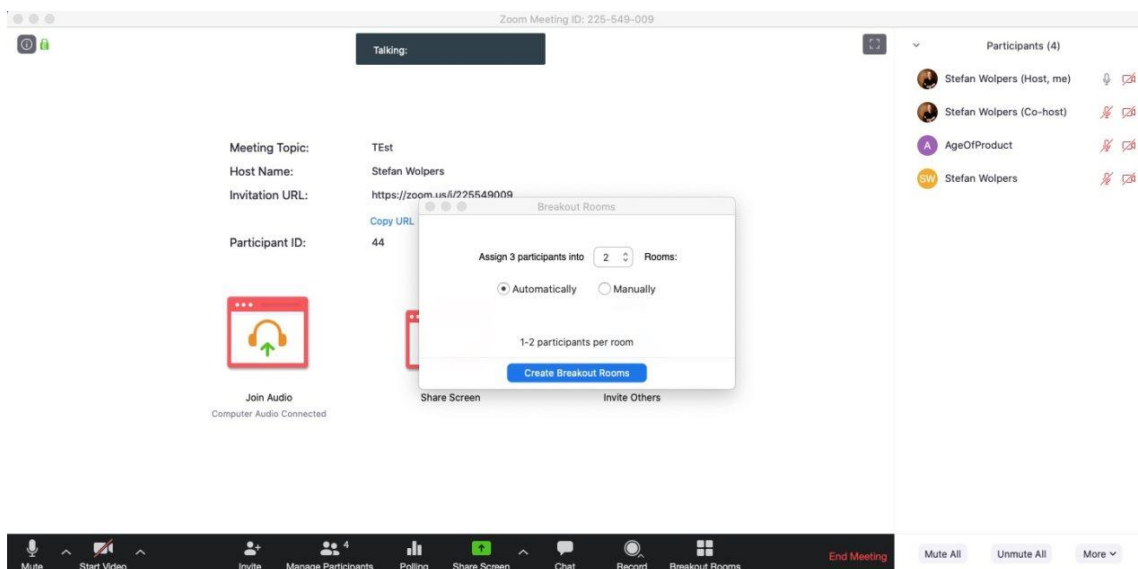 Zoom Meeting ID: 225-549-009
Talking:
Meeting Topic: TEst
Host Name: Stefan Wolpers
Invitation URL: https://zoom.us/j/225549009
Copy URL
Participant ID: 44
Breakout Rooms
Assign 3 participants into 2 Rooms:
Automatically Manually
1-2 participants per room
Create Breakout Rooms
Join Audio
Computer Audio Connected
Share Screen
Invite Others
Participants (4)
Stefan Wolpers (Host, me)
Stefan Wolpers (Co-host)
A AgeOfProduct
SW Stefan Wolpers
Mute
Start Video
Invite
4
Manage Participants
Polling
Share Screen
Chat
Record
Breakout Rooms
End Meeting
Mute All Unmute All More